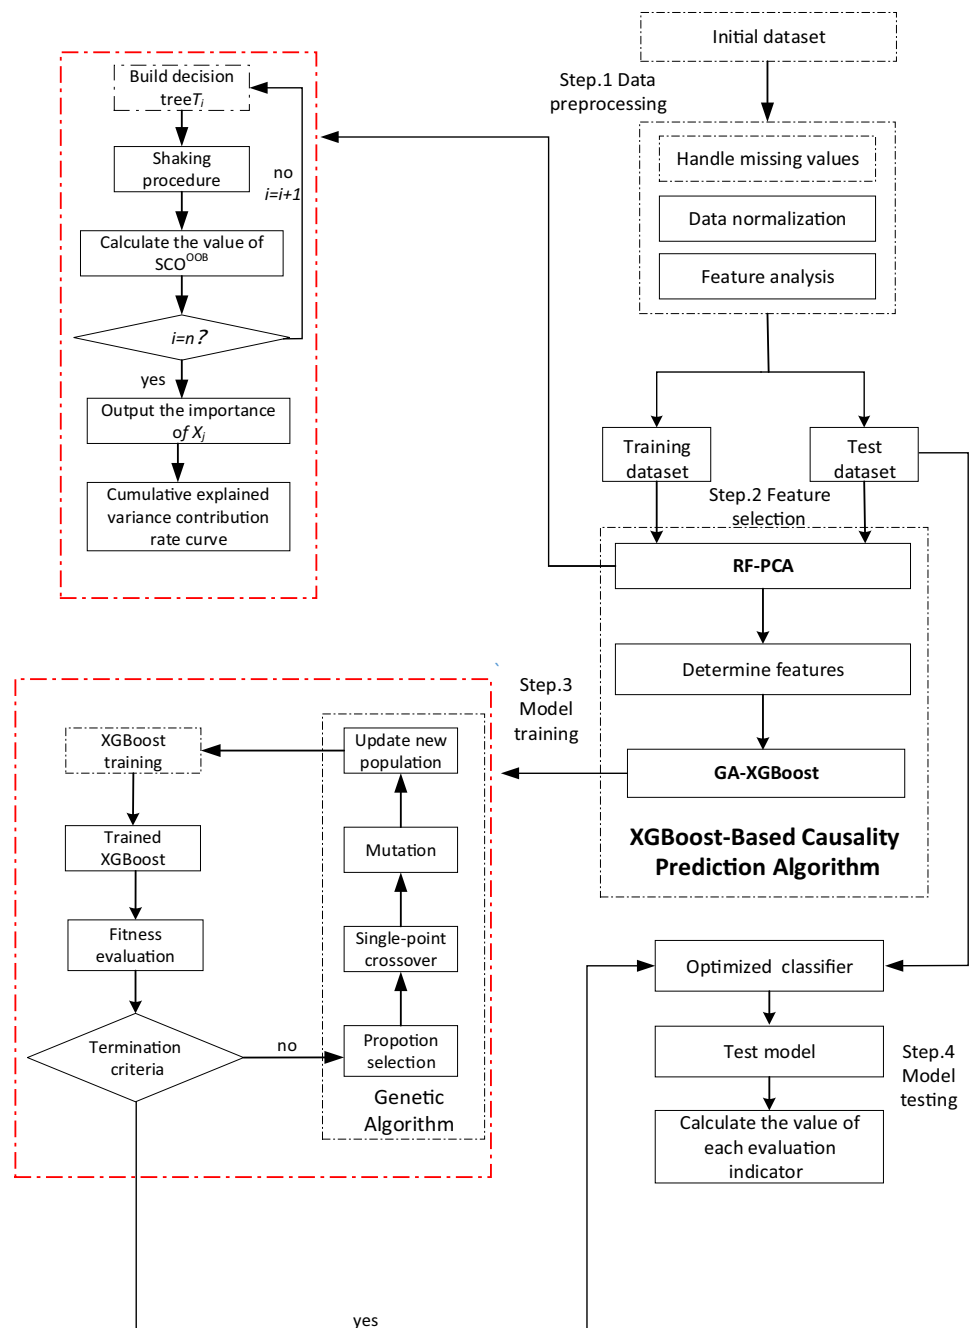 Initial dataset
Step.1 Data
preprocessing
Handle missing values
Data normalization
Feature analysis
Training
dataset
Test
dataset
Step.2 Feature
selection
RF-PCA
Determine features
GA-XGBoost
XGBoost-Based Causality
Prediction Algorithm
Build decision
treeTi
Shaking
procedure
no
i=i+1
Calculate the value of
SCO^OOB
i=n?
yes
Output the importance
of Xj
Cumulative explained
variance contribution
rate curve
Step.3
Model
training
XGBoost
training
Trained
XGBoost
Fitness
evaluation
Termination
criteria
no
Update new
population
Mutation
Single-point
crossover
Propotion
selection
Genetic
Algorithm
yes
Optimized classifier
Test model
Calculate the value of
each evaluation
indicator
Step.4
Model
testing